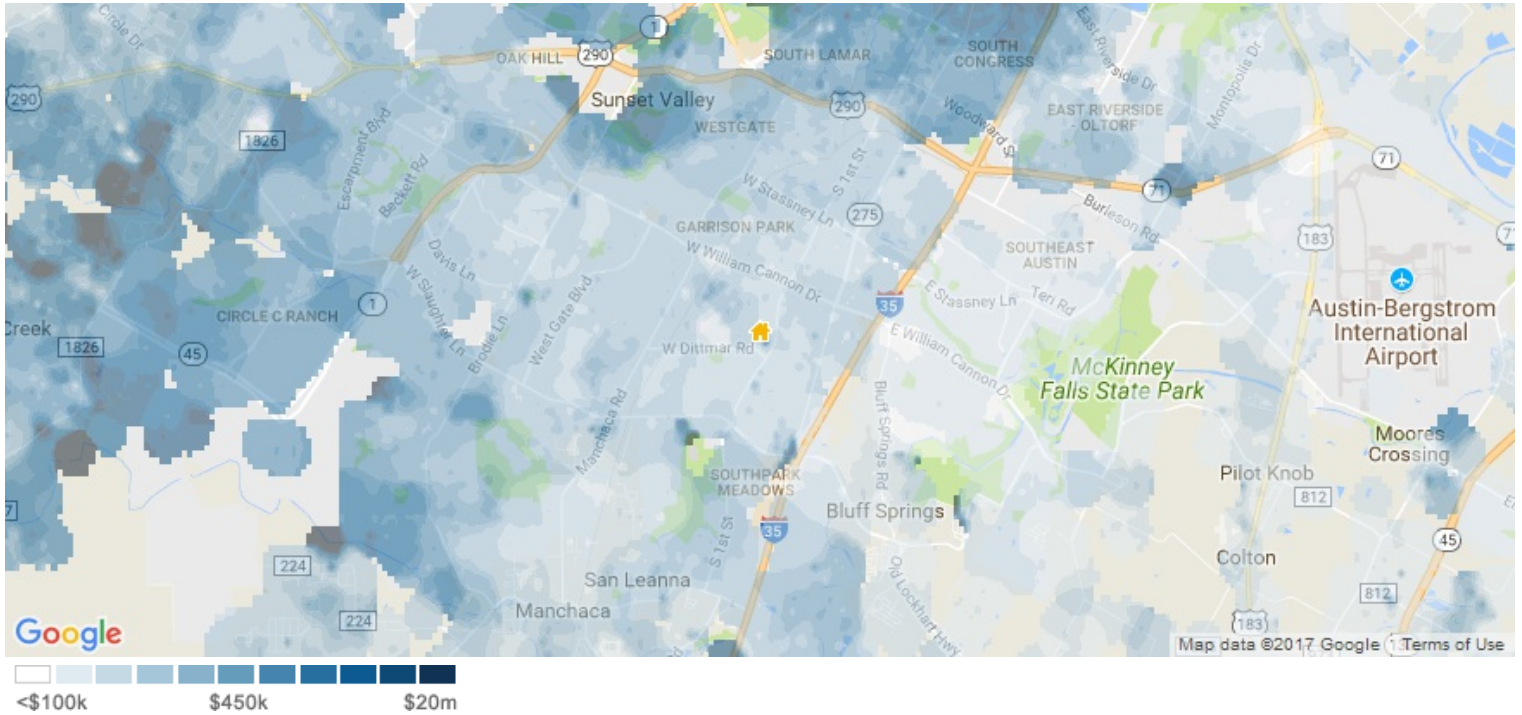 Circle Dr
1
East Riverside Dr
OAK HILL
290
SOUTH LAMAR
SOUTH
CONGRESS
Montopolis Dr
290
Sunset Valley
290
Woodward St
EAST RIVERSIDE
- OLTORF
WESTGATE
1826
Escarpment Blvd
Beckett Rd
S 1st St
71
W Stassney Ln
71
275
Burleson Rd
GARRISON PARK
183
71
Davis Ln
W William Cannon Dr
SOUTHEAST
AUSTIN
W Slaughter Ln
E Stassney Ln
Teri Rd
1
CIRCLE C RANCH
West Gate Blvd
35
Austin-Bergstrom
International
Airport
Creek
1826
45
Brodie Ln
W Dittmar Rd
E William Cannon Dr
McKinney
Falls State Park
Manchaca Rd
Bluff Springs Rd
Moores
Crossing
SOUTHPARK
MEADOWS
Pilot Knob
812
Bluff Springs
35
S 1st St
45
224
San Leanna
Colton
Old Lockhart Hwy
Manchaca
812
224
183
Google
Map data ©2017 Google
Terms of Use
<$100k
$450k
$20m